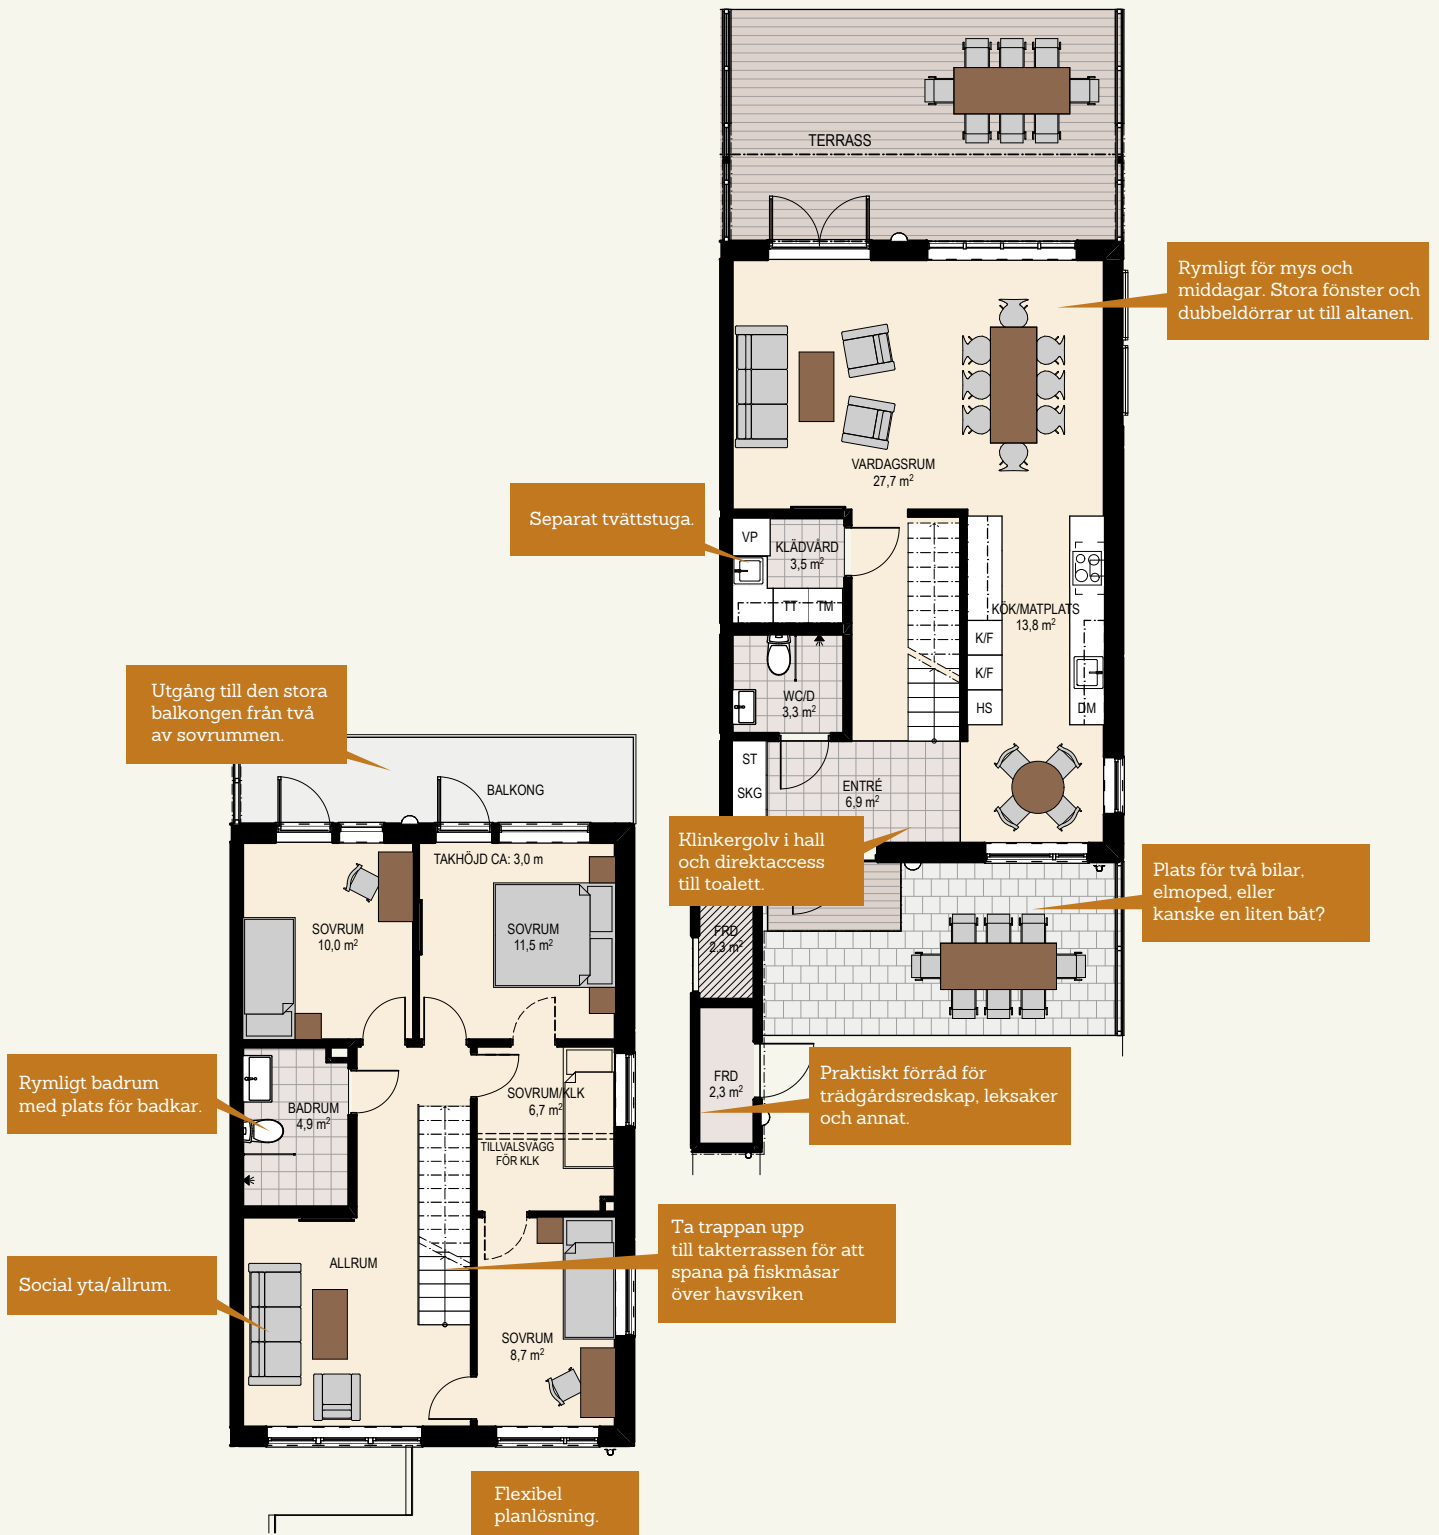 TERRASS
Rymligt för mys och
middagar. Stora fönster och
dubbeldörrar ut till altanen.
VARDAGSRUM
27,7 m²
Separat tvättstuga.
VP
KLÄDVÅRD
3,5 m²
TT
TM
KÖK/MATPLATS
13,8 m²
K/F
K/F
HS
DM
WC/D
3,3 m²
ST
SKG
ENTRÉ
6,9 m²
Klinkergolv i hall
och direktaccess
till toalett.
Plats för två bilar,
elmoped, eller
kanske en liten båt?
FRD
2,3 m²
FRD
2,3 m²
Praktiskt förråd för
trädgårdsredskap, leksaker
och annat.
Utgång till den stora
balkongen från två
av sovrummen.
BALKONG
TAKHÖJD CA: 3,0 m
SOVRUM
10,0 m²
SOVRUM
11,5 m²
Rymligt badrum
med plats för badkar.
BADRUM
4,9 m²
SOVRUM/KLK
6,7 m²
TILLVALSVÄGG
FÖR KLK
Ta trappan upp
till takterrassen för att
spana på fiskmåsar
över havsviken
Social yta/allrum.
ALLRUM
SOVRUM
8,7 m²
Flexibel
planlösning.